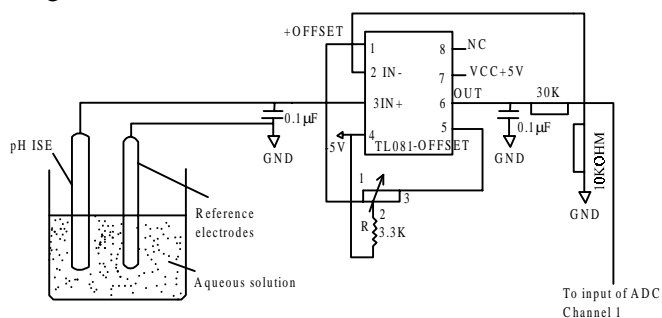 +OFFSET
1
8
NC
2 IN-
7
VCC+5V
3IN+
6
OUT
30K
4
5
-5V
TL081-OFFSET
0.1μF
GND
0.1μF
GND
10KOHM
GND
pH ISE
1
3
2
R
3.3K
Reference
electrodes
Aqueous solution
To input of ADC
Channel 1